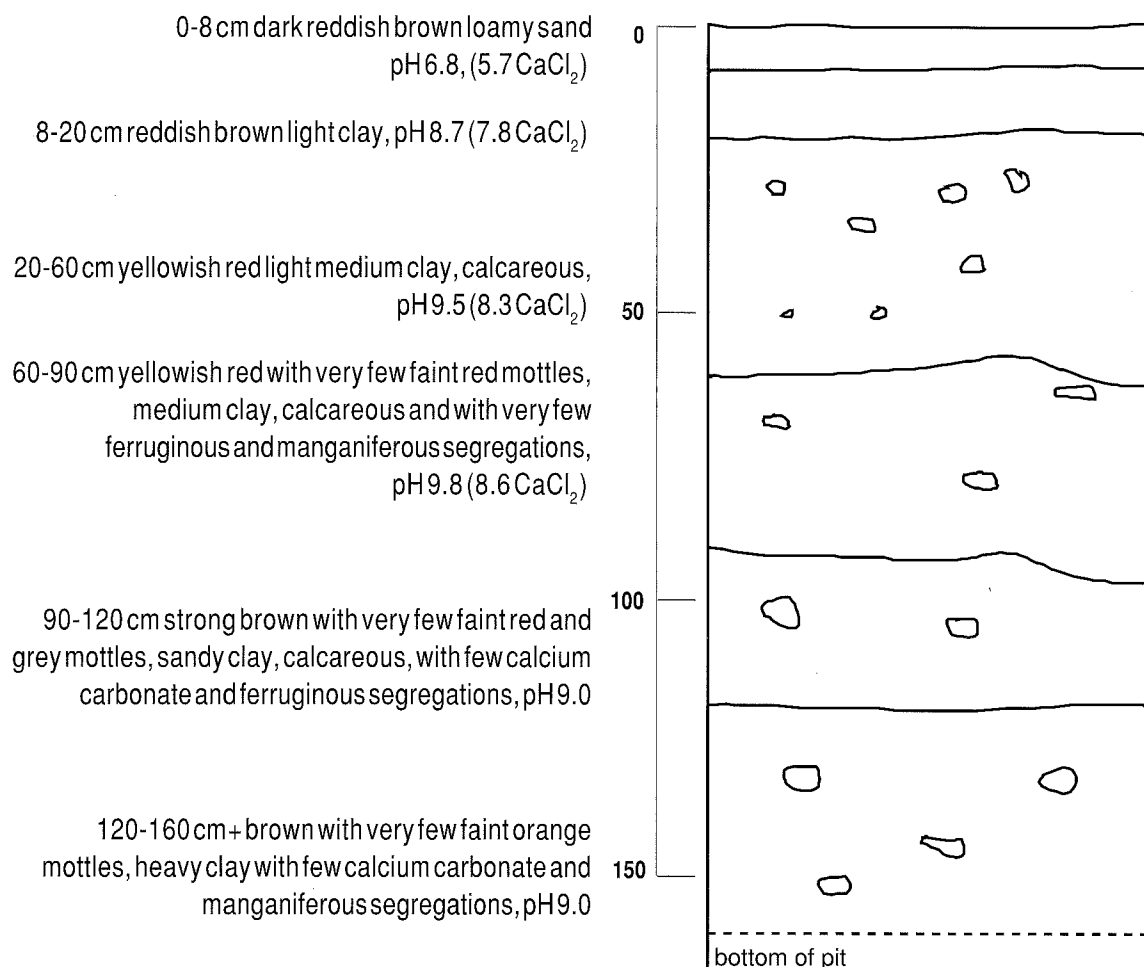 0-8 cm dark reddish brown loamy sand
pH 6.8, (5.7 CaCl₂)
8-20 cm reddish brown light clay, pH 8.7 (7.8 CaCl₂)
20-60 cm yellowish red light medium clay, calcareous,
pH 9.5 (8.3 CaCl₂)
60-90 cm yellowish red with very few faint red mottles,
medium clay, calcareous and with very few
ferruginous and manganiferous segregations,
pH 9.8 (8.6 CaCl₂)
90-120 cm strong brown with very few faint red and
grey mottles, sandy clay, calcareous, with few calcium
carbonate and ferruginous segregations, pH 9.0
120-160 cm+ brown with very few faint orange
mottles, heavy clay with few calcium carbonate and
manganiferous segregations, pH 9.0
0
50
100
150
bottom of pit